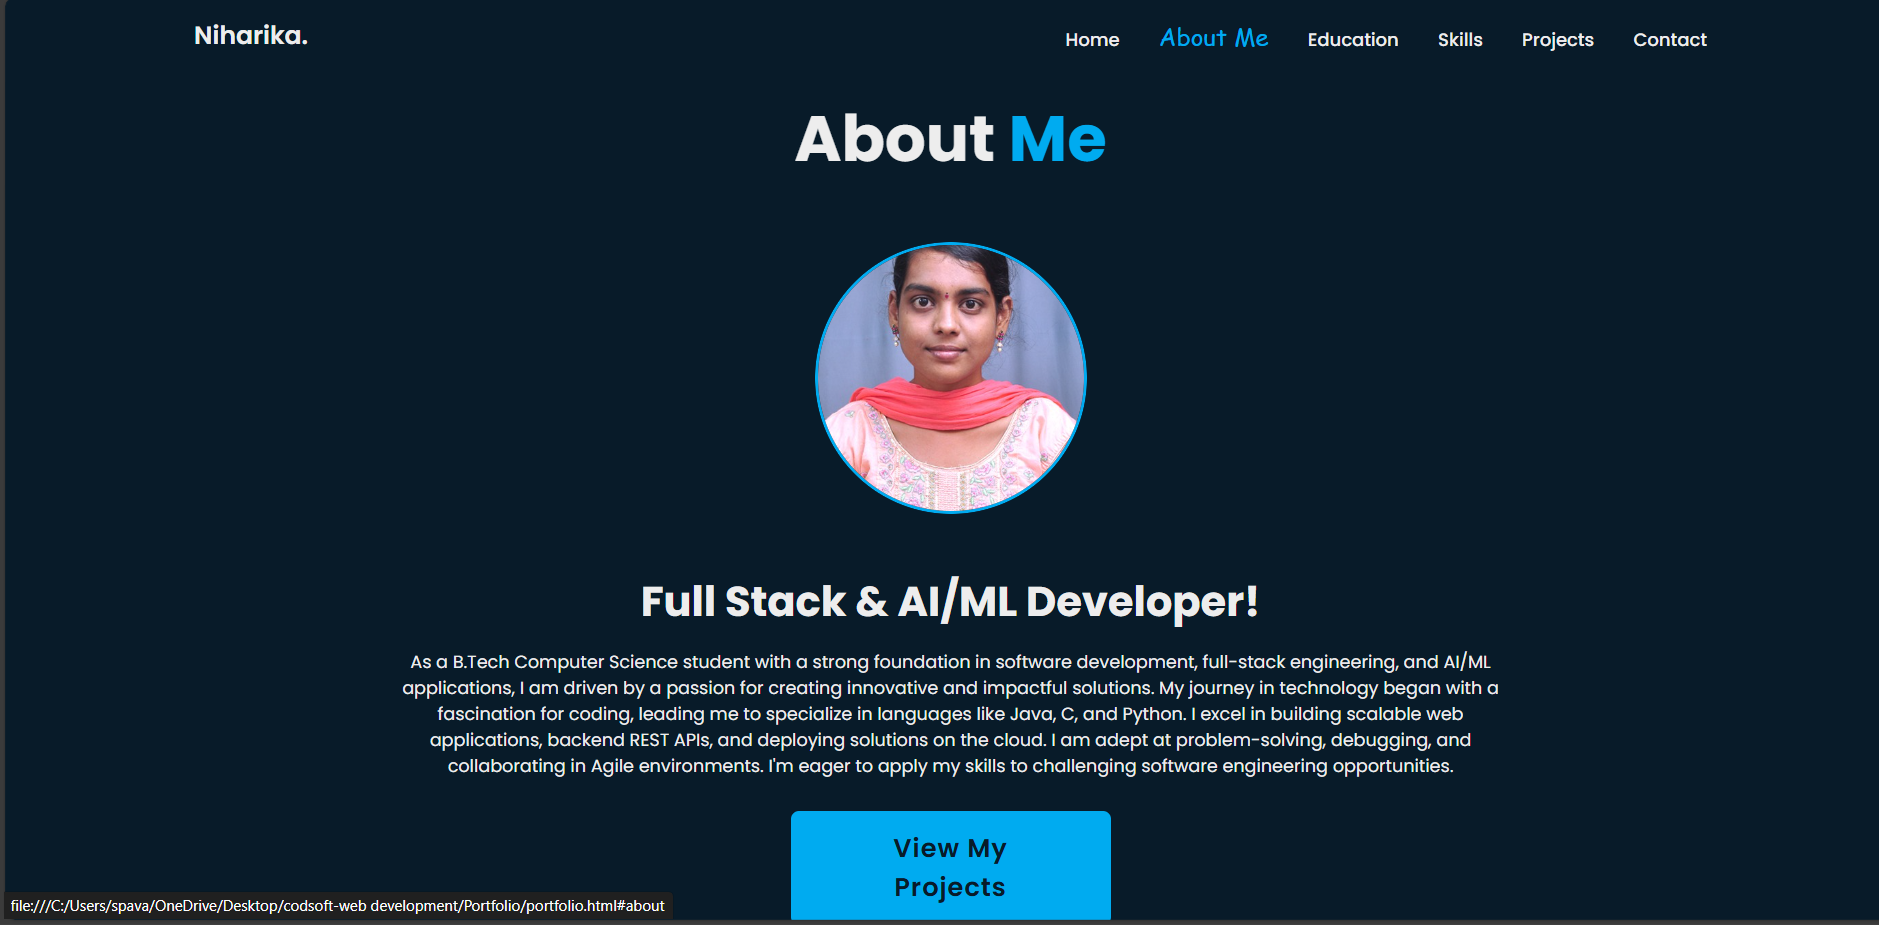 Niharika.
Home About Me Education Skills Projects Contact
About Me
Full Stack & AI/ML Developer!
As a B.Tech Computer Science student with a strong foundation in software development, full-stack engineering, and AI/ML
applications, I am driven by a passion for creating innovative and impactful solutions. My journey in technology began with a
fascination for coding, leading me to specialize in languages like Java, C, and Python. I excel in building scalable web
applications, backend REST APIs, and deploying solutions on the cloud. I am adept at problem-solving, debugging, and
collaborating in Agile environments. I'm eager to apply my skills to challenging software engineering opportunities.
View My
Projects
file:///C:/Users/spava/OneDrive/Desktop/codsoft-web development/Portfolio/portfolio.html#about